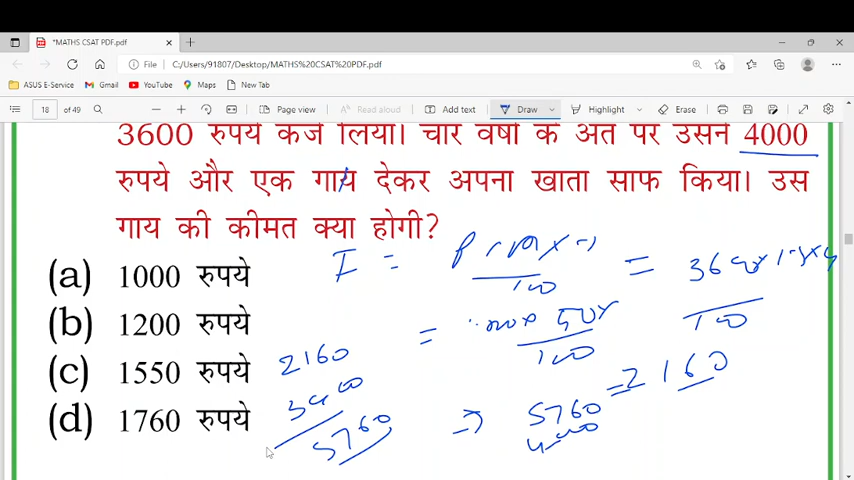 *MATHS CSAT PDF.pdf
File C:/Users/91807/Desktop/MATHS%20CSAT%20PDF.pdf
ASUS E-Service Gmail YouTube Maps New Tab
18 of 49 Page view Read aloud Add text Draw Highlight Erase
3600 रुपये कर्ज लिया। चार वर्षों के अंत पर उसने 4000
रुपये और एक गाय देकर अपना खाता साफ किया। उस
गाय की कीमत क्या होगी?
I =
=
100
100
(a) 1000 रुपये
(b) 1200 रुपये
=
100
(c) 1550 रुपये
2160
= 2160
(d) 1760 रुपये
5760
⇒ 5760